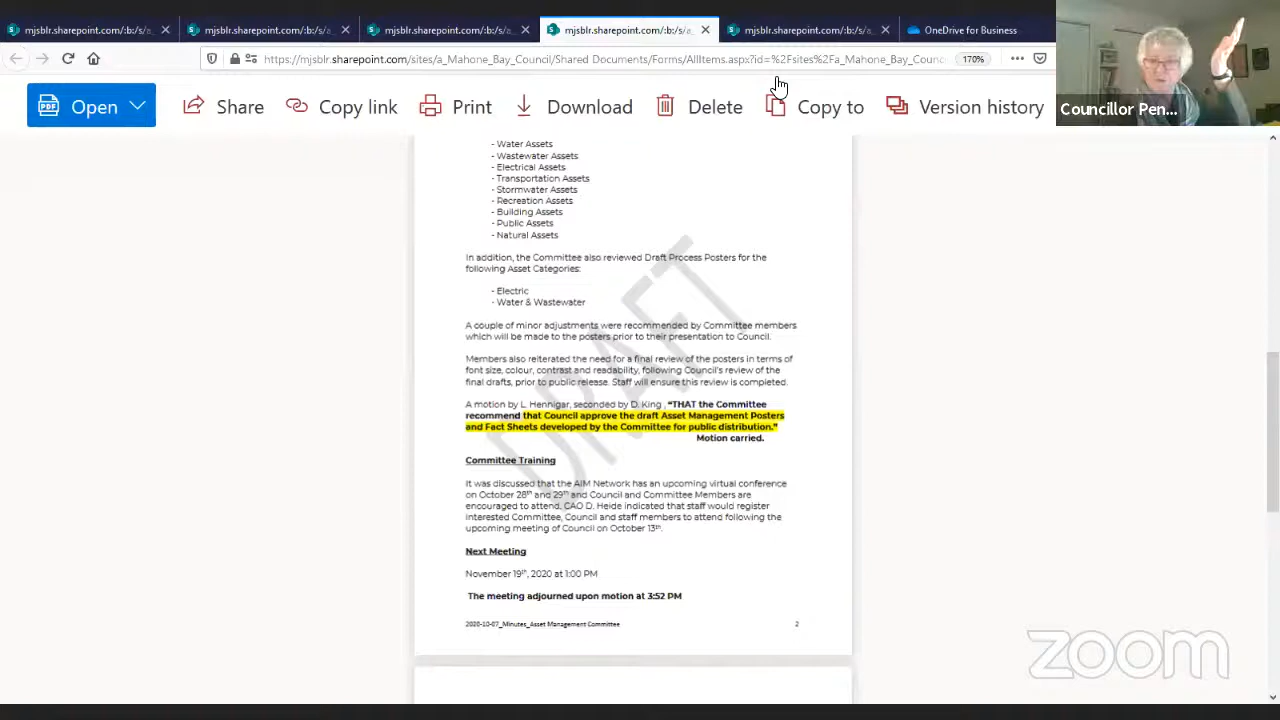 mjsblr.sharepoint.com/:b:/s/a_
mjsblr.sharepoint.com/:b:/s/a_
mjsblr.sharepoint.com/:b:/s/a_
mjsblr.sharepoint.com/:b:/s/a_
mjsblr.sharepoint.com/:b:/s/a_
OneDrive for Business
https://mjsblr.sharepoint.com/sites/a_Mahone_Bay_Council/Shared Documents/Forms/AllItems.aspx?id=%2Fsites%2Fa_Mahone_Bay_Counc
170%
Open
Share
Copy link
Print
Download
Delete
Copy to
Version history
Councillor Pen...
- Water Assets
- Wastewater Assets
- Electrical Assets
- Transportation Assets
- Stormwater Assets
- Recreation Assets
- Building Assets
- Public Assets
- Natural Assets
In addition, the Committee also reviewed Draft Process Posters for the
following Asset Categories:
- Electric
- Water & Wastewater
A couple of minor adjustments were recommended by Committee members
which will be made to the posters prior to their presentation to Council.
Members also reiterated the need for a final review of the posters in terms of
font size, colour, contrast and readability, following Council's review of the
final drafts, prior to public release. Staff will ensure this review is completed.
A motion by L. Hennigar, seconded by D. King , "THAT the Committee
recommend that Council approve the draft Asset Management Posters
and Fact Sheets developed by the Committee for public distribution."
Motion carried.
Committee Training
It was discussed that the AIM Network has an upcoming virtual conference
on October 28th and 29th and Council and Committee Members are
encouraged to attend. CAO D. Heide indicated that staff would register
interested Committee, Council and staff members to attend following the
upcoming meeting of Council on October 13th.
Next Meeting
November 19th, 2020 at 1:00 PM
The meeting adjourned upon motion at 3:52 PM
2020-10-07_Minutes_Asset Management Committee 2
DRAFT
zoom